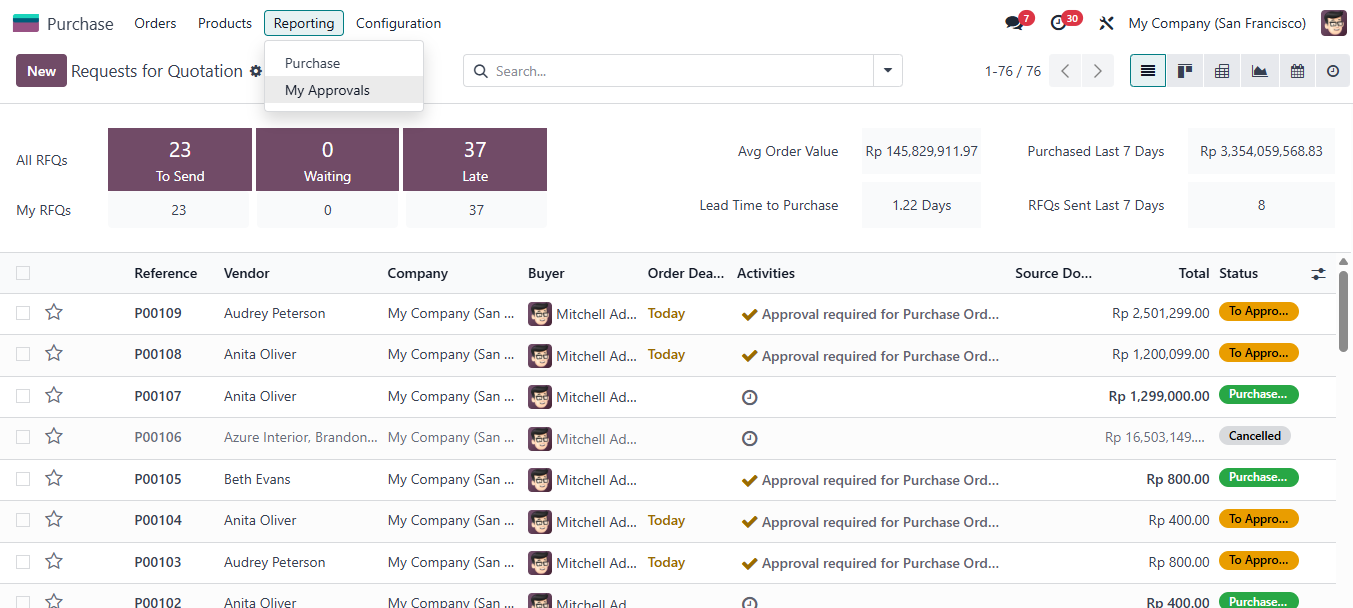 Purchase Orders Products Reporting Configuration 7 30 My Company (San Francisco)
New Requests for Quotation Search... 1-76 / 76
Purchase
My Approvals
All RFQs 23 To Send 0 Waiting 37 Late
My RFQs 23 0 37
Avg Order Value Rp 145,829,911.97 Purchased Last 7 Days Rp 3,354,059,568.83
Lead Time to Purchase 1.22 Days RFQs Sent Last 7 Days 8
Reference Vendor Company Buyer Order Dea... Activities Source Do... Total Status
P00109 Audrey Peterson My Company (San ... Mitchell Ad... Today Approval required for Purchase Ord... Rp 2,501,299.00 To Appro...
P00108 Anita Oliver My Company (San ... Mitchell Ad... Today Approval required for Purchase Ord... Rp 1,200,099.00 To Appro...
P00107 Anita Oliver My Company (San ... Mitchell Ad... Rp 1,299,000.00 Purchase...
P00106 Azure Interior, Brandon... My Company (San ... Mitchell Ad... Rp 16,503,149.... Cancelled
P00105 Beth Evans My Company (San ... Mitchell Ad... Approval required for Purchase Ord... Rp 800.00 Purchase...
P00104 Anita Oliver My Company (San ... Mitchell Ad... Today Approval required for Purchase Ord... Rp 400.00 To Appro...
P00103 Audrey Peterson My Company (San ... Mitchell Ad... Today Approval required for Purchase Ord... Rp 800.00 To Appro...
P00102 Anita Oliver My Company (San ... Mitchell Ad... Rp 400.00 Purchase...